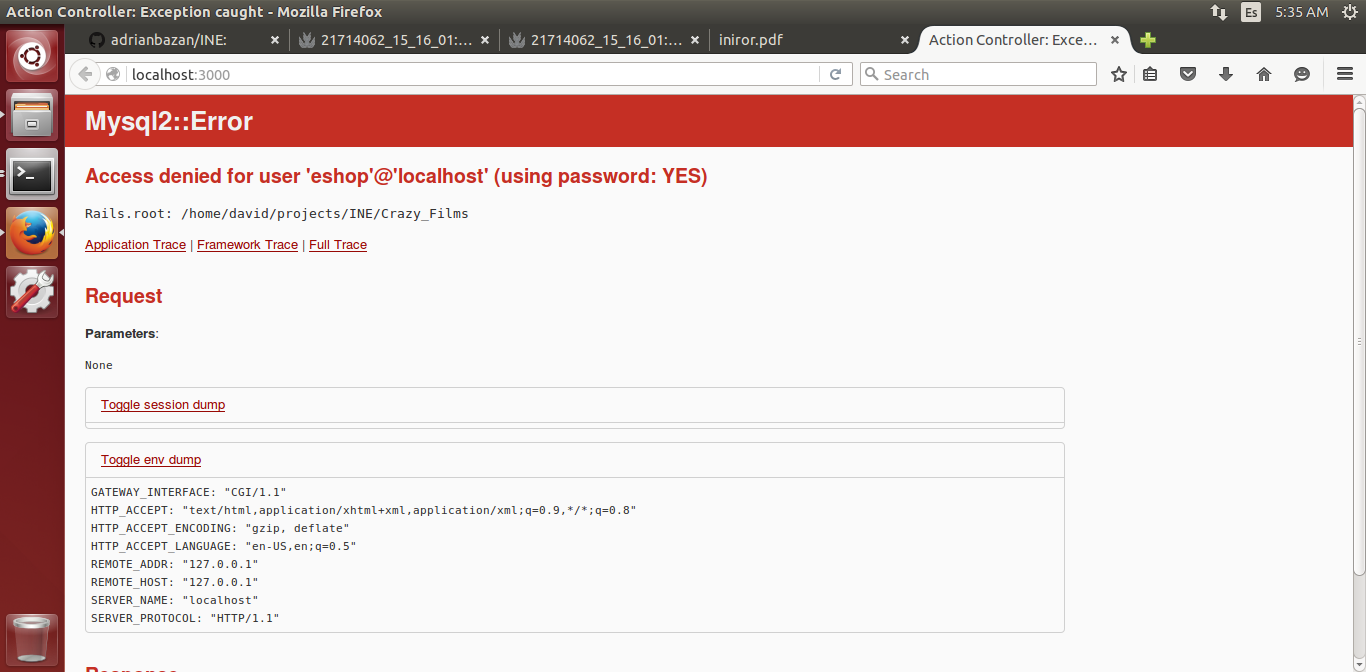 Action Controller: Exception caught - Mozilla Firefox
Es
5:35 AM
adrianbazan/INE:
21714062_15_16_01:...
21714062_15_16_01:...
iniror.pdf
Action Controller: Exce...
localhost:3000
Search
Mysql2::Error
Access denied for user 'eshop'@'localhost' (using password: YES)
Rails.root: /home/david/projects/INE/Crazy_Films
Application Trace | Framework Trace | Full Trace
Request
Parameters:
None
Toggle session dump
Toggle env dump
GATEWAY_INTERFACE: "CGI/1.1"
HTTP_ACCEPT: "text/html,application/xhtml+xml,application/xml;q=0.9,*/*;q=0.8"
HTTP_ACCEPT_ENCODING: "gzip, deflate"
HTTP_ACCEPT_LANGUAGE: "en-US,en;q=0.5"
REMOTE_ADDR: "127.0.0.1"
REMOTE_HOST: "127.0.0.1"
SERVER_NAME: "localhost"
SERVER_PROTOCOL: "HTTP/1.1"
Response